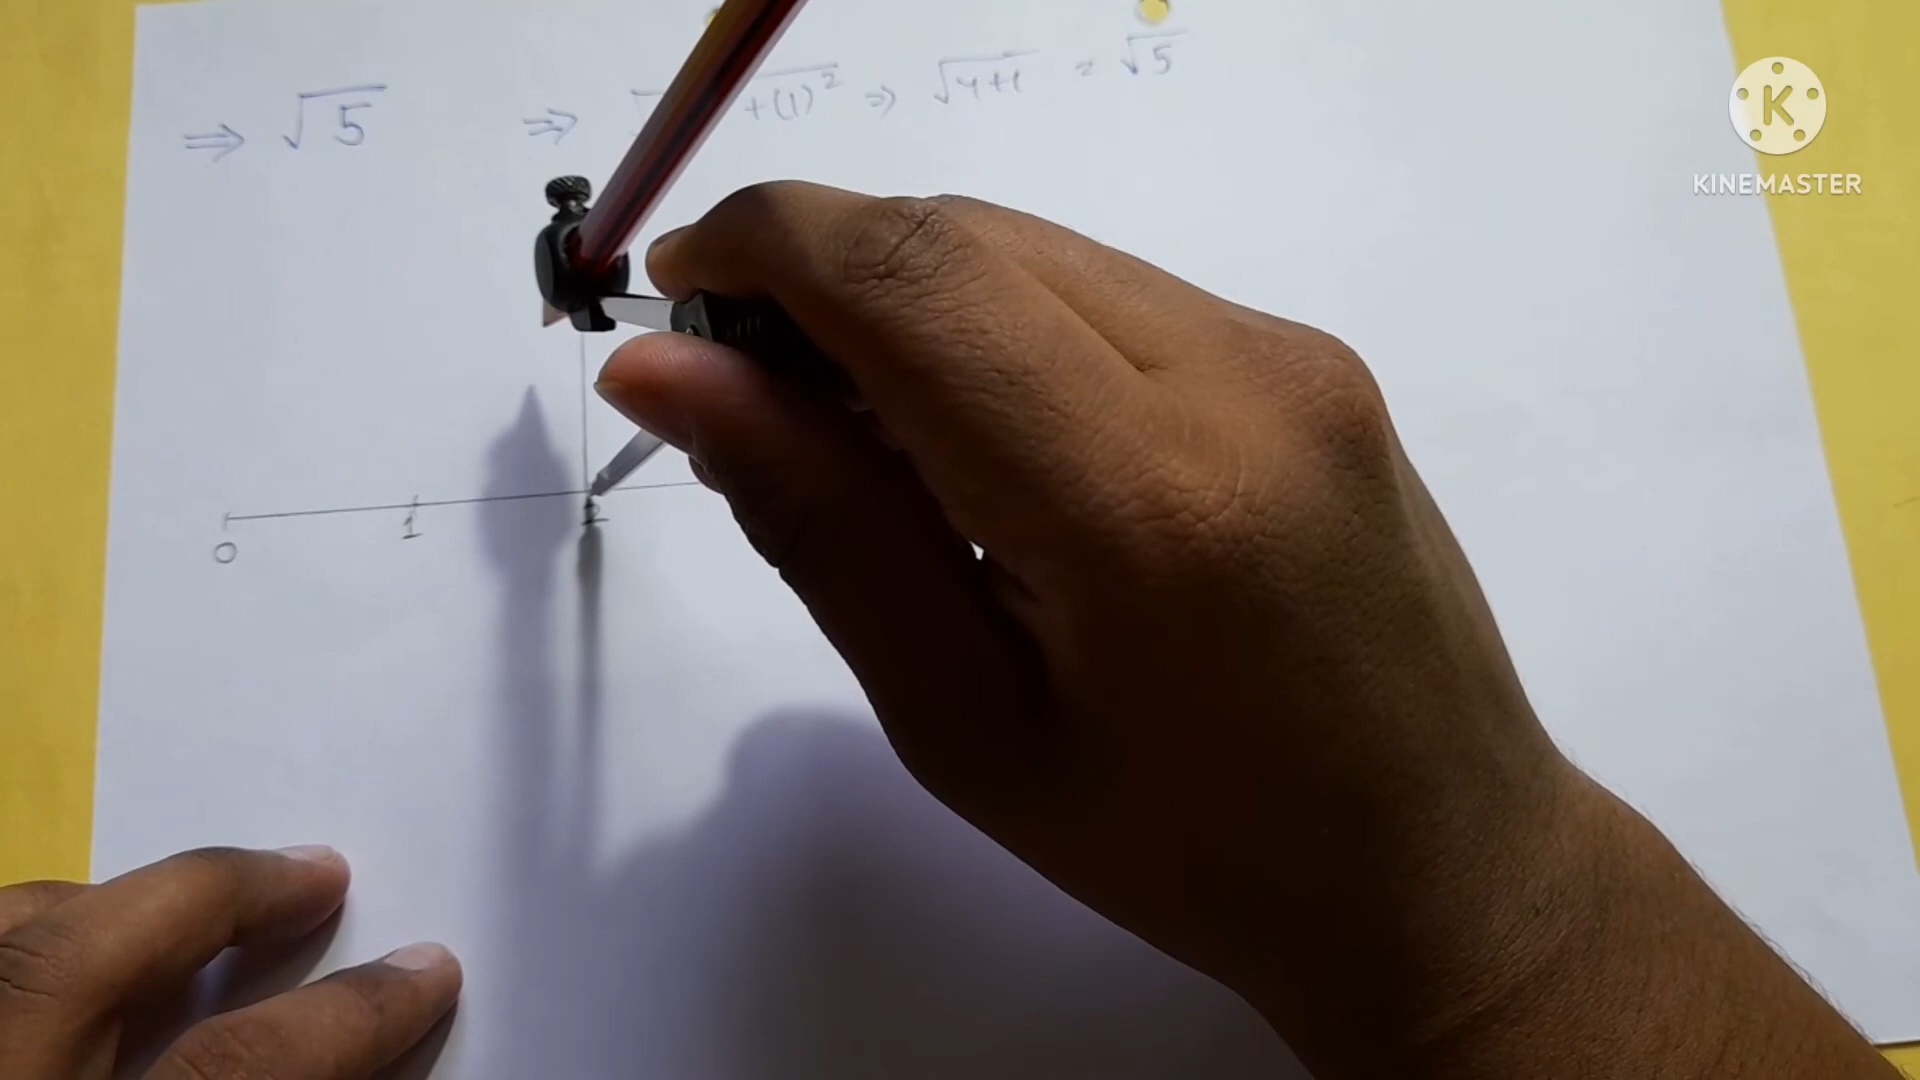 ⇒ √5 ⇒ √ +(1)² ⇒ √4+1 = √5
0 1 2
K
KINEMASTER